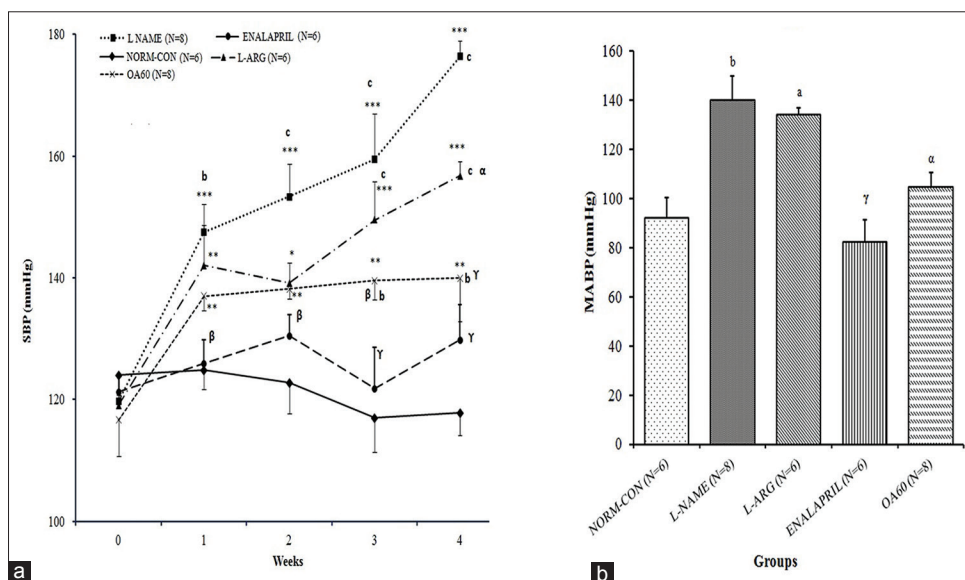 L NAME (N=8)
ENALAPRIL (N=6)
NORM-CON (N=6)
L-ARG (N=6)
OA60 (N=8)
SBP (mmHg)
180
160
140
120
100
0 1 2 3 4
Weeks
***
c
c
***
c
***
b
***
***
c α
c
***
**
*
**
**
γ
b
**
**
β b
β
β
γ
γ
a
MABP (mmHg)
160
140
120
100
80
60
40
20
0
b
a
γ
α
NORM-CON (N=6)
L-NAME (N=8)
L-ARG (N=6)
ENALAPRIL (N=6)
OA60 (N=8)
Groups
b